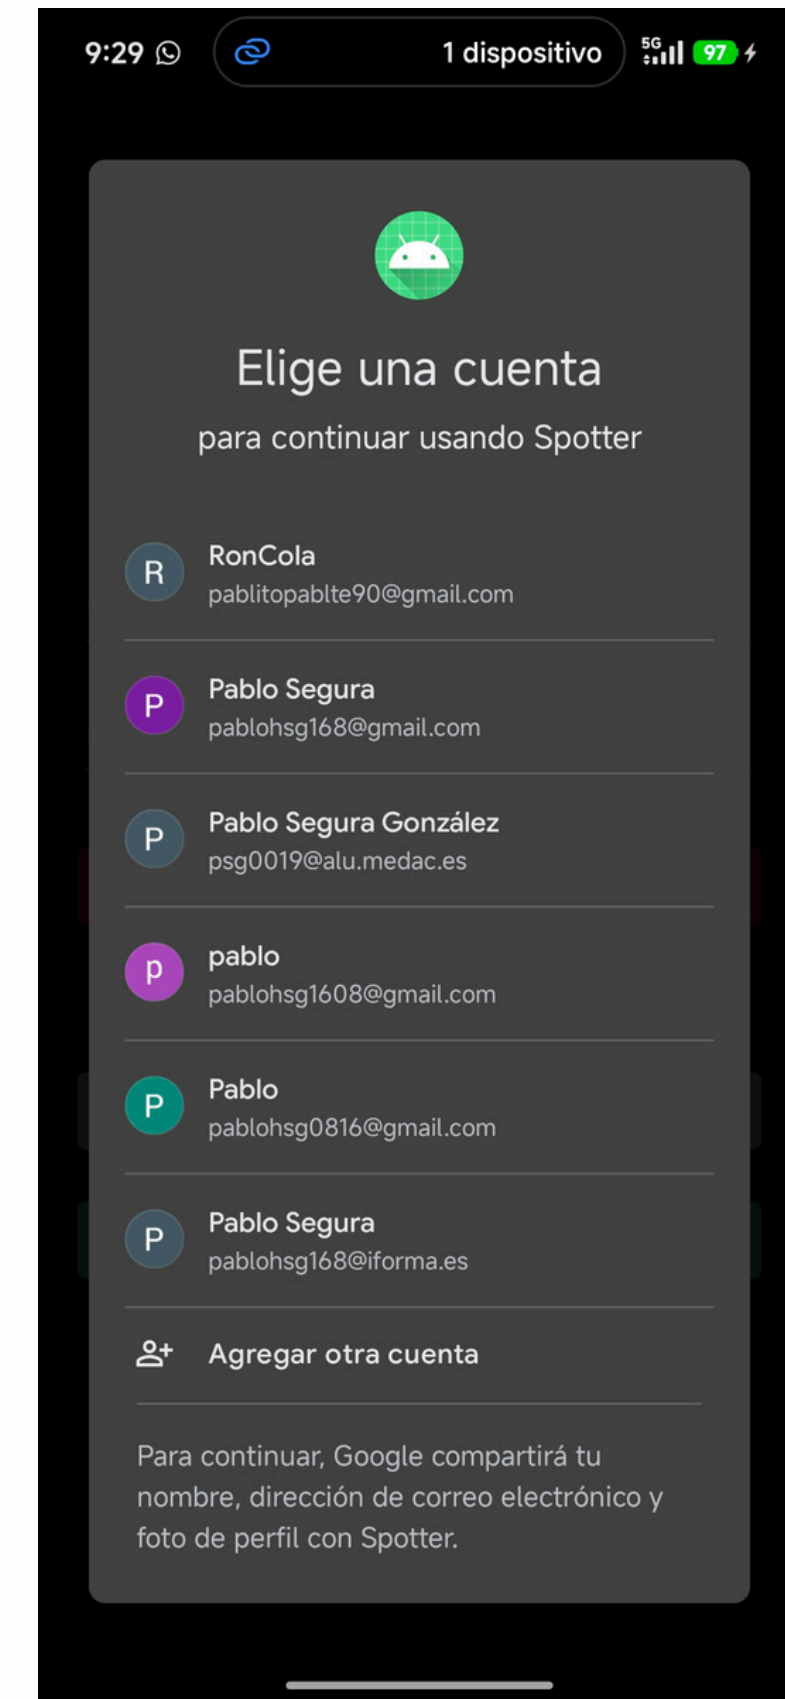 9:29
1 dispositivo
5G
97
Elige una cuenta
para continuar usando Spotter
R
RonCola
pablitopablte90@gmail.com
P
Pablo Segura
pablohsg168@gmail.com
P
Pablo Segura González
psg0019@alu.medac.es
p
pablo
pablohsg1608@gmail.com
P
Pablo
pablohsg0816@gmail.com
P
Pablo Segura
pablohsg168@iforma.es
Agregar otra cuenta
Para continuar, Google compartirá tu
nombre, dirección de correo electrónico y
foto de perfil con Spotter.